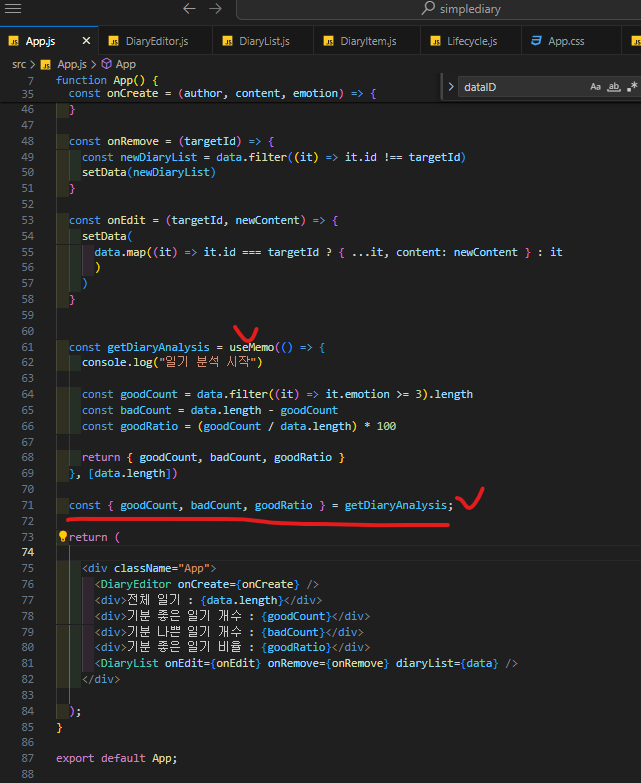 simplediary
JS App.js × JS DiaryEditor.js JS DiaryList.js JS DiaryItem.js JS Lifecycle.js App.css JS
src > JS App.js > App
7 function App() {
35 const onCreate = (author, content, emotion) => {
dataID Aa ab .*
46 }
47
48 const onRemove = (targetId) => {
49 const newDiaryList = data.filter((it) => it.id !== targetId)
50 setData(newDiaryList)
51 }
52
53 const onEdit = (targetId, newContent) => {
54 setData(
55 data.map((it) => it.id === targetId ? { ...it, content: newContent } : it
56 )
57 )
58 }
59
60
61 const getDiaryAnalysis = useMemo(() => {
62 console.log("일기 분석 시작")
63
64 const goodCount = data.filter((it) => it.emotion >= 3).length
65 const badCount = data.length - goodCount
66 const goodRatio = (goodCount / data.length) * 100
67
68 return { goodCount, badCount, goodRatio }
69 }, [data.length])
70
71 const { goodCount, badCount, goodRatio } = getDiaryAnalysis;
72
73 return (
74
75 <div className="App">
76 <DiaryEditor onCreate={onCreate} />
77 <div>전체 일기 : {data.length}</div>
78 <div>기분 좋은 일기 개수 : {goodCount}</div>
79 <div>기분 나쁜 일기 개수 : {badCount}</div>
80 <div>기분 좋은 일기 비율 : {goodRatio}</div>
81 <DiaryList onEdit={onEdit} onRemove={onRemove} diaryList={data} />
82 </div>
83
84 );
85 }
86
87 export default App;
88